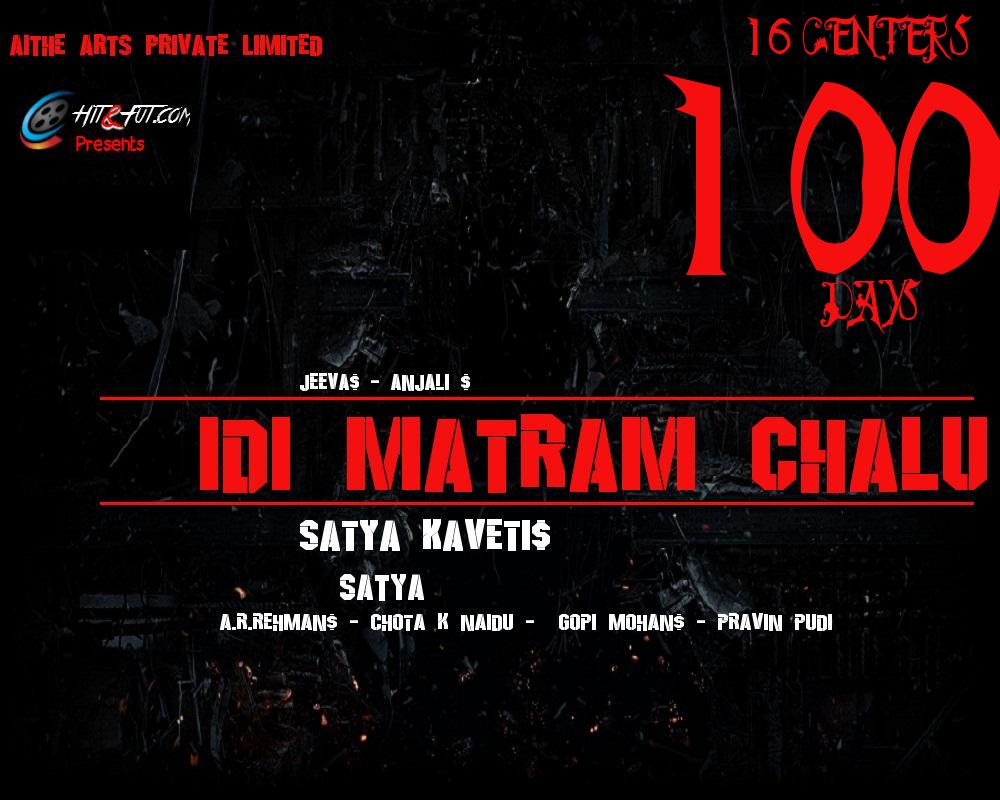 AITHE ARTS PRIVATE LIIMITED
16 CENTERS
HIT&FUT.COM
Presents
100
DAYS
JEEVA$ - ANJALI $
IDI MATRAM CHALU
SATYA KAVETI$
SATYA
A.R.REHMAN$ - CHOTA K NAIDU - GOPI MOHAN$ - PRAVIN PUDI